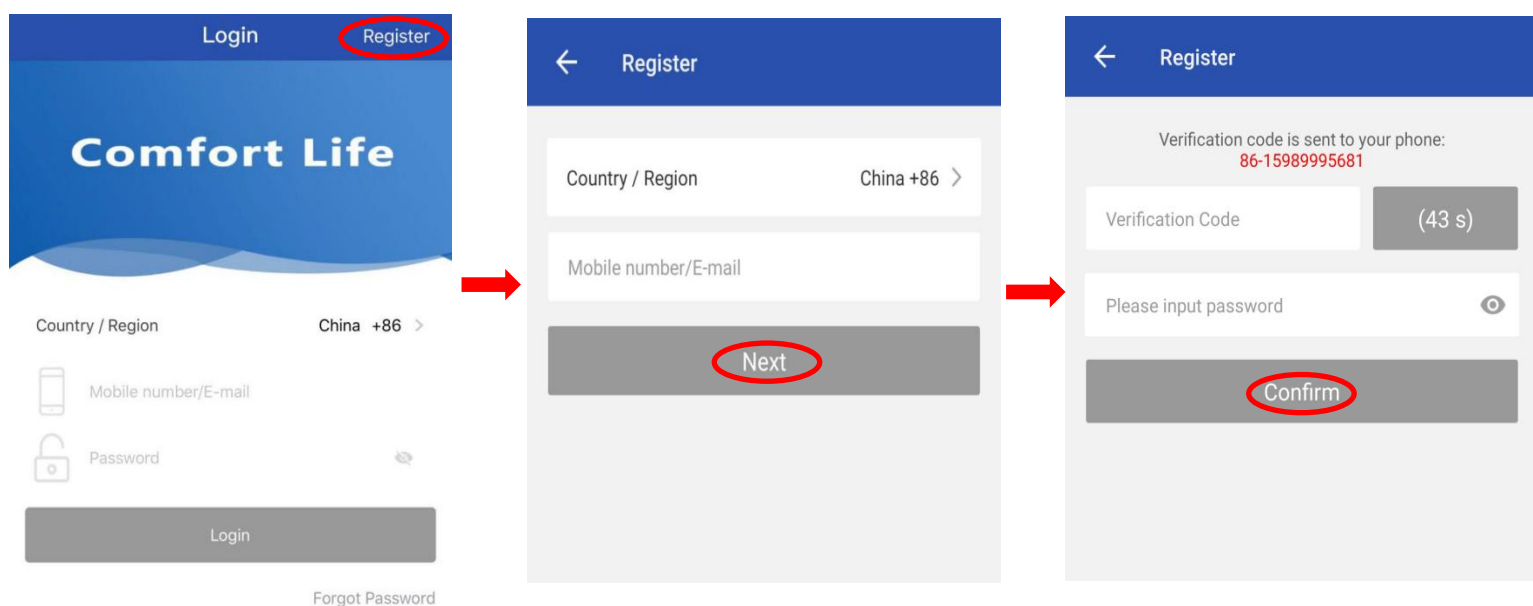 Login
Register
Comfort Life
Country / Region
China +86
Mobile number/E-mail
Password
Login
Forgot Password
Register
Country / Region
China +86
Mobile number/E-mail
Next
Register
Verification code is sent to your phone:
86-15989995681
Verification Code
(43 s)
Please input password
Confirm